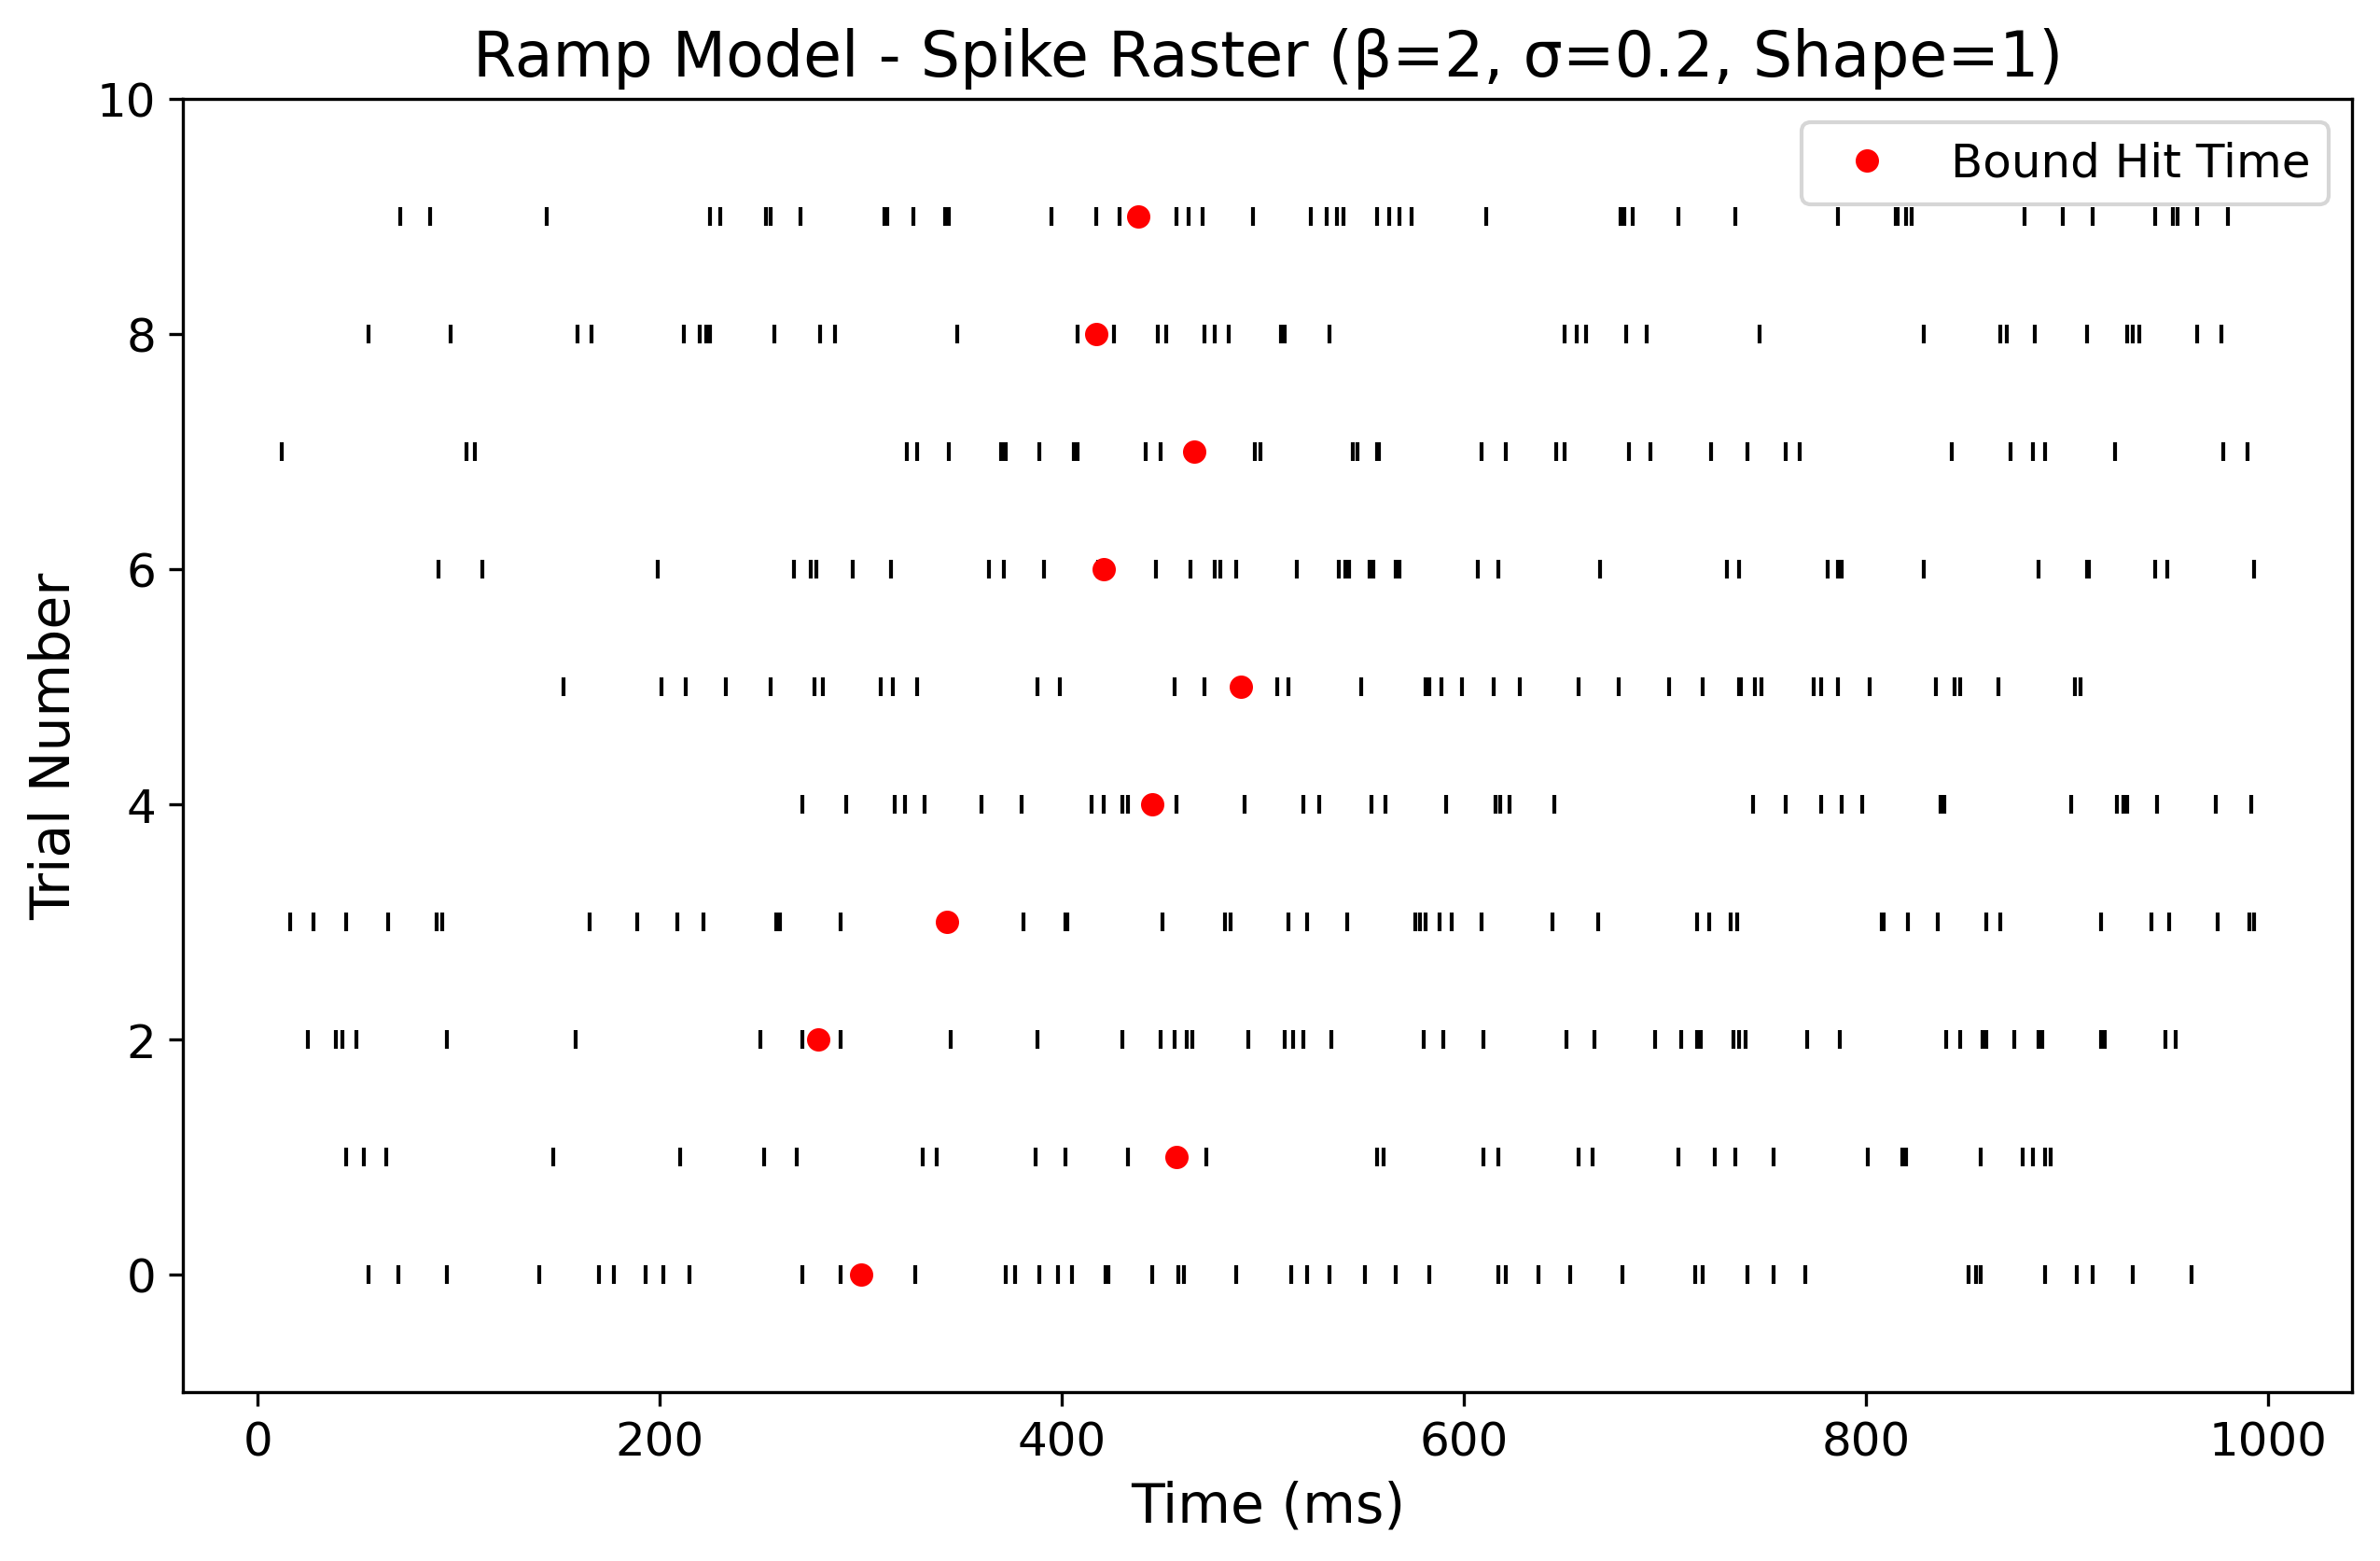 Ramp Model - Spike Raster (β=2, σ=0.2, Shape=1)
Bound Hit Time
Trial Number
10
8
6
4
2
0
0 200 400 600 800 1000
Time (ms)